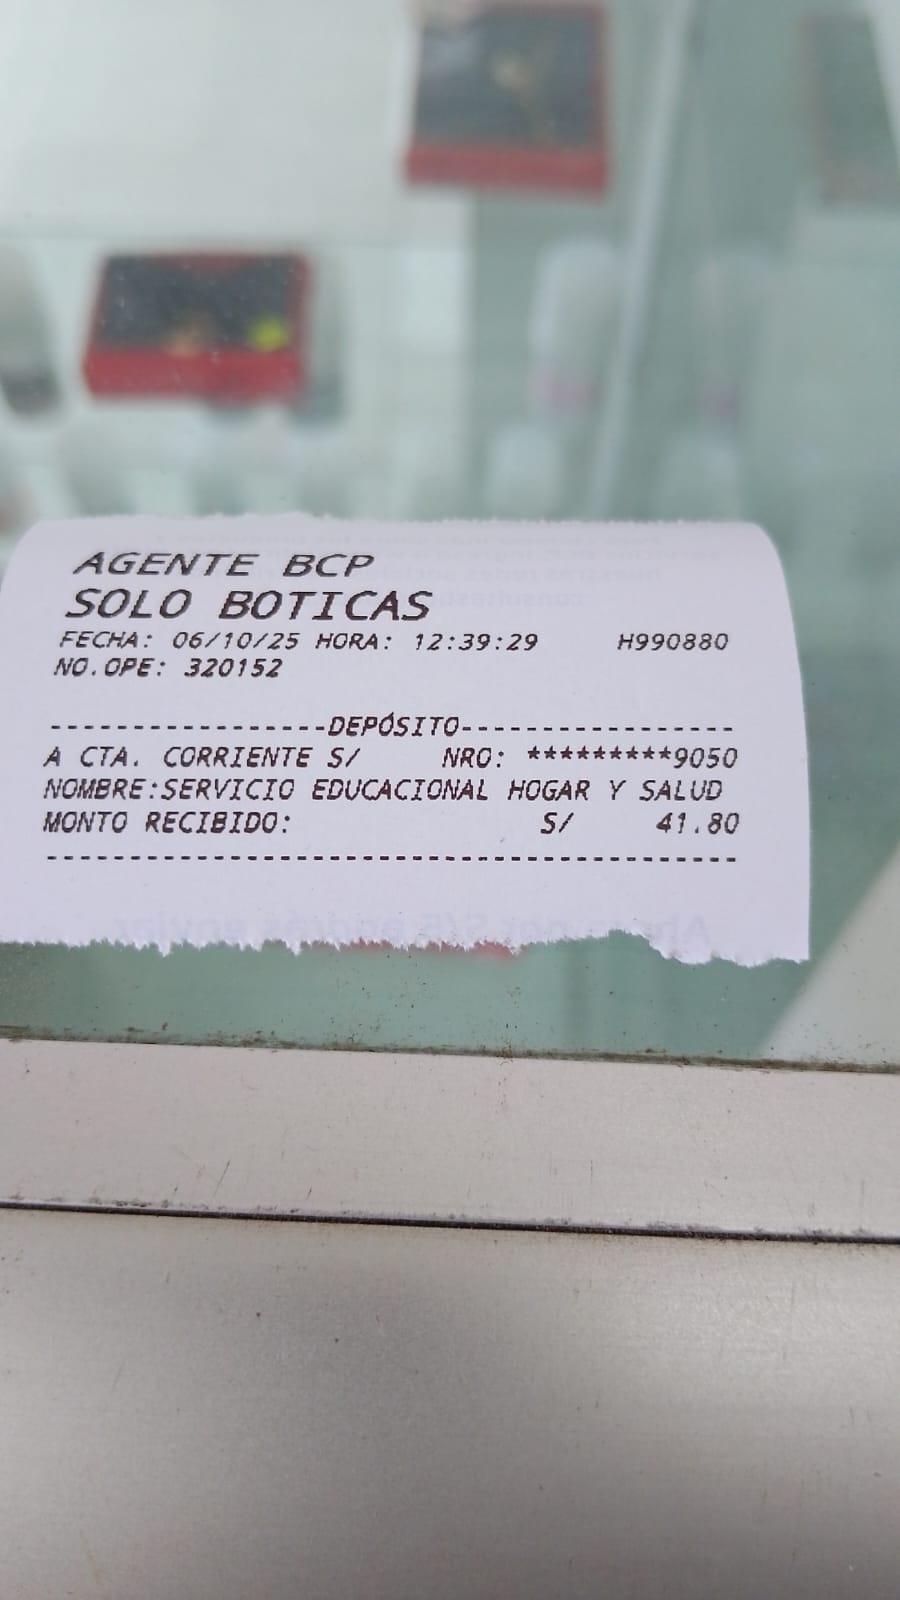 AGENTE BCP
SOLO BOTICAS
FECHA: 06/10/25 HORA: 12:39:29 H990880
NO.OPE: 320152
------------------DEPÓSITO------------------
A CTA. CORRIENTE S/ NRO: *********9050
NOMBRE:SERVICIO EDUCACIONAL HOGAR Y SALUD
MONTO RECIBIDO: S/ 41.80
--------------------------------------------